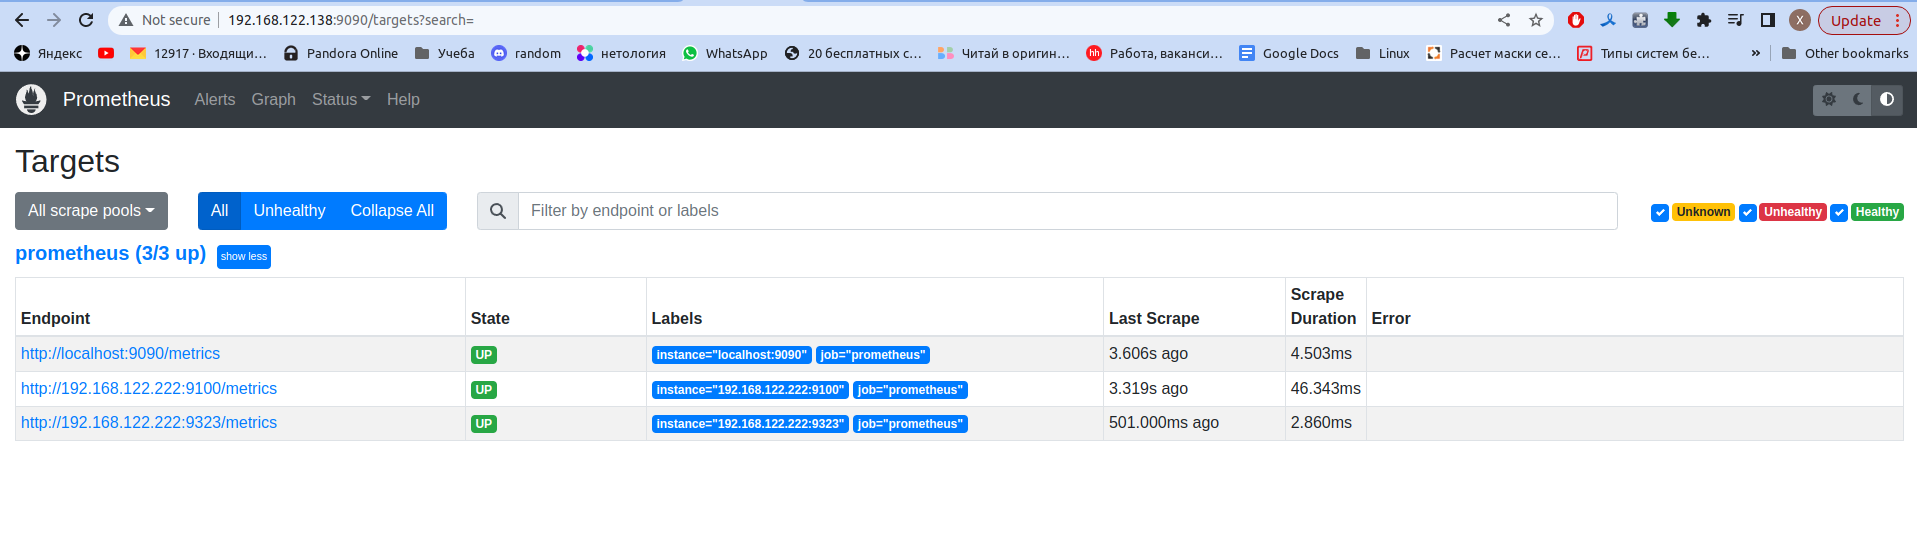 Not secure 192.168.122.138:9090/targets?search= X Update
Яндекс 12917 · Входящи... Pandora Online Учеба random нетология WhatsApp 20 бесплатных с... Читай в оригин... hh Работа, ваканси... Google Docs Linux Расчет маски се... Типы систем бе... » Other bookmarks
Prometheus Alerts Graph Status Help
Targets
All scrape pools All Unhealthy Collapse All Filter by endpoint or labels Unknown Unhealthy Healthy
prometheus (3/3 up) show less
Endpoint State Labels Last Scrape Scrape Duration Error
http://localhost:9090/metrics UP instance="localhost:9090" job="prometheus" 3.606s ago 4.503ms
http://192.168.122.222:9100/metrics UP instance="192.168.122.222:9100" job="prometheus" 3.319s ago 46.343ms
http://192.168.122.222:9323/metrics UP instance="192.168.122.222:9323" job="prometheus" 501.000ms ago 2.860ms